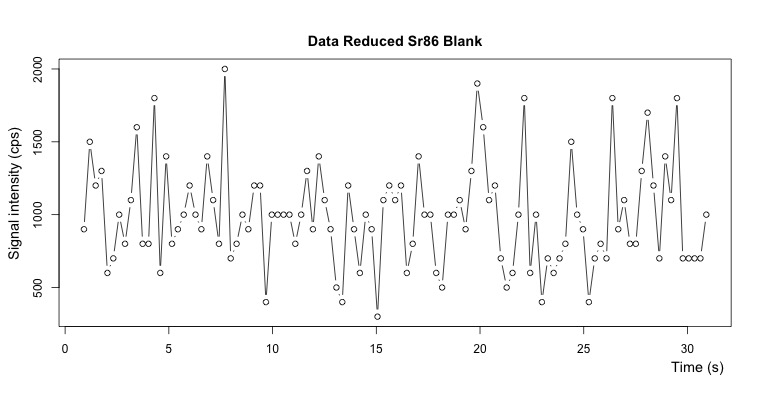 Data Reduced Sr86 Blank
Signal intensity (cps)
2000
1500
1000
500
0 5 10 15 20 25 30
Time (s)